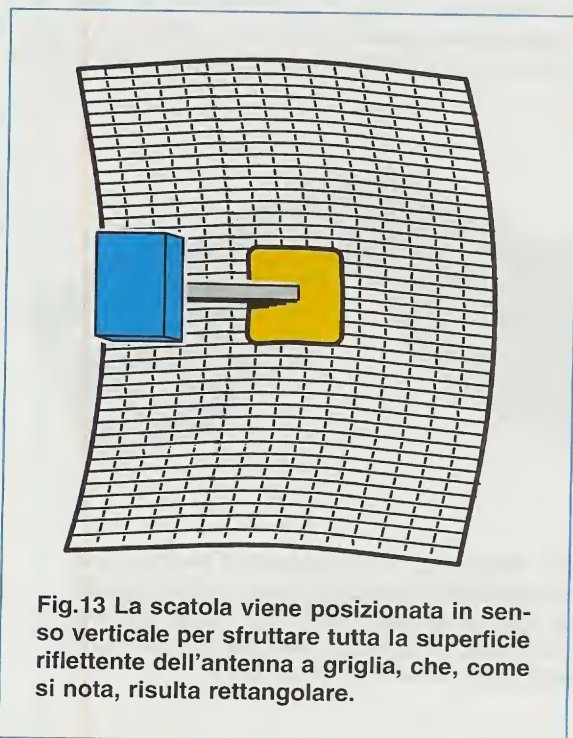 Fig.13 La scatola viene posizionata in sen-
so verticale per sfruttare tutta la superficie
riflettente dell'antenna a griglia, che, come
si nota, risulta rettangolare.